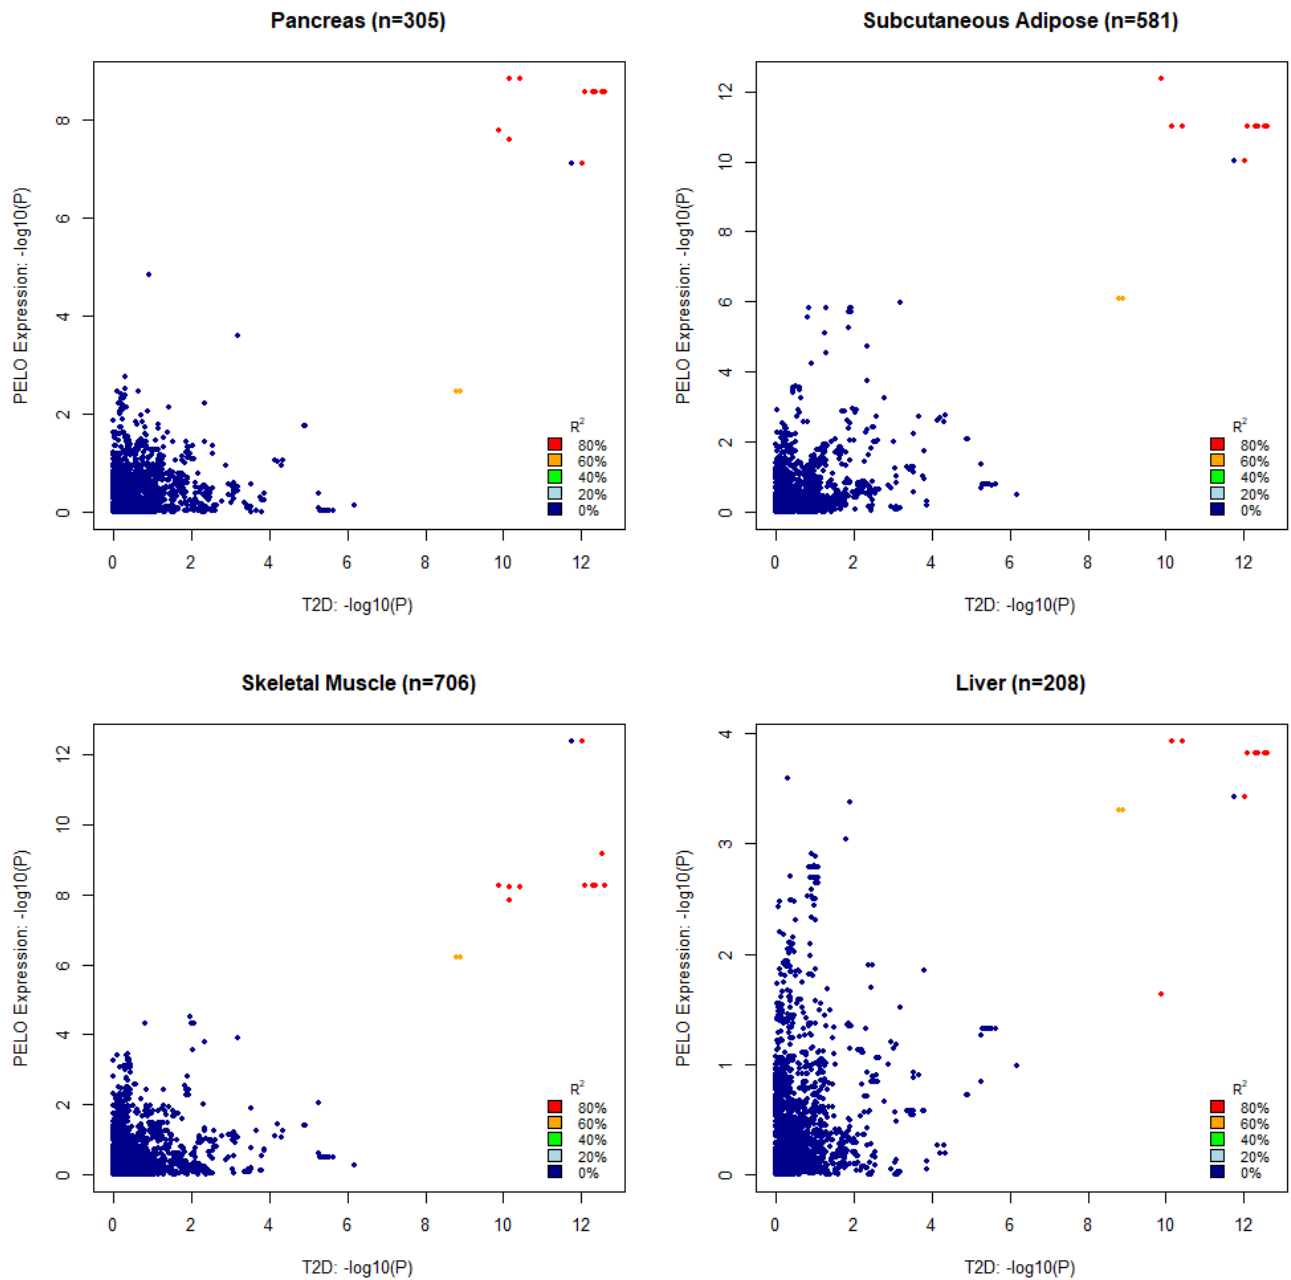 Pancreas (n=305)
PELO Expression: -log10(P)
8
6
4
2
0
R2
80%
60%
40%
20%
0%
0 2 4 6 8 10 12
T2D: -log10(P)
Subcutaneous Adipose (n=581)
PELO Expression: -log10(P)
12
10
8
6
4
2
0
R2
80%
60%
40%
20%
0%
0 2 4 6 8 10 12
T2D: -log10(P)
Skeletal Muscle (n=706)
PELO Expression: -log10(P)
12
10
8
6
4
2
0
R2
80%
60%
40%
20%
0%
0 2 4 6 8 10 12
T2D: -log10(P)
Liver (n=208)
PELO Expression: -log10(P)
4
3
2
1
0
R2
80%
60%
40%
20%
0%
0 2 4 6 8 10 12
T2D: -log10(P)